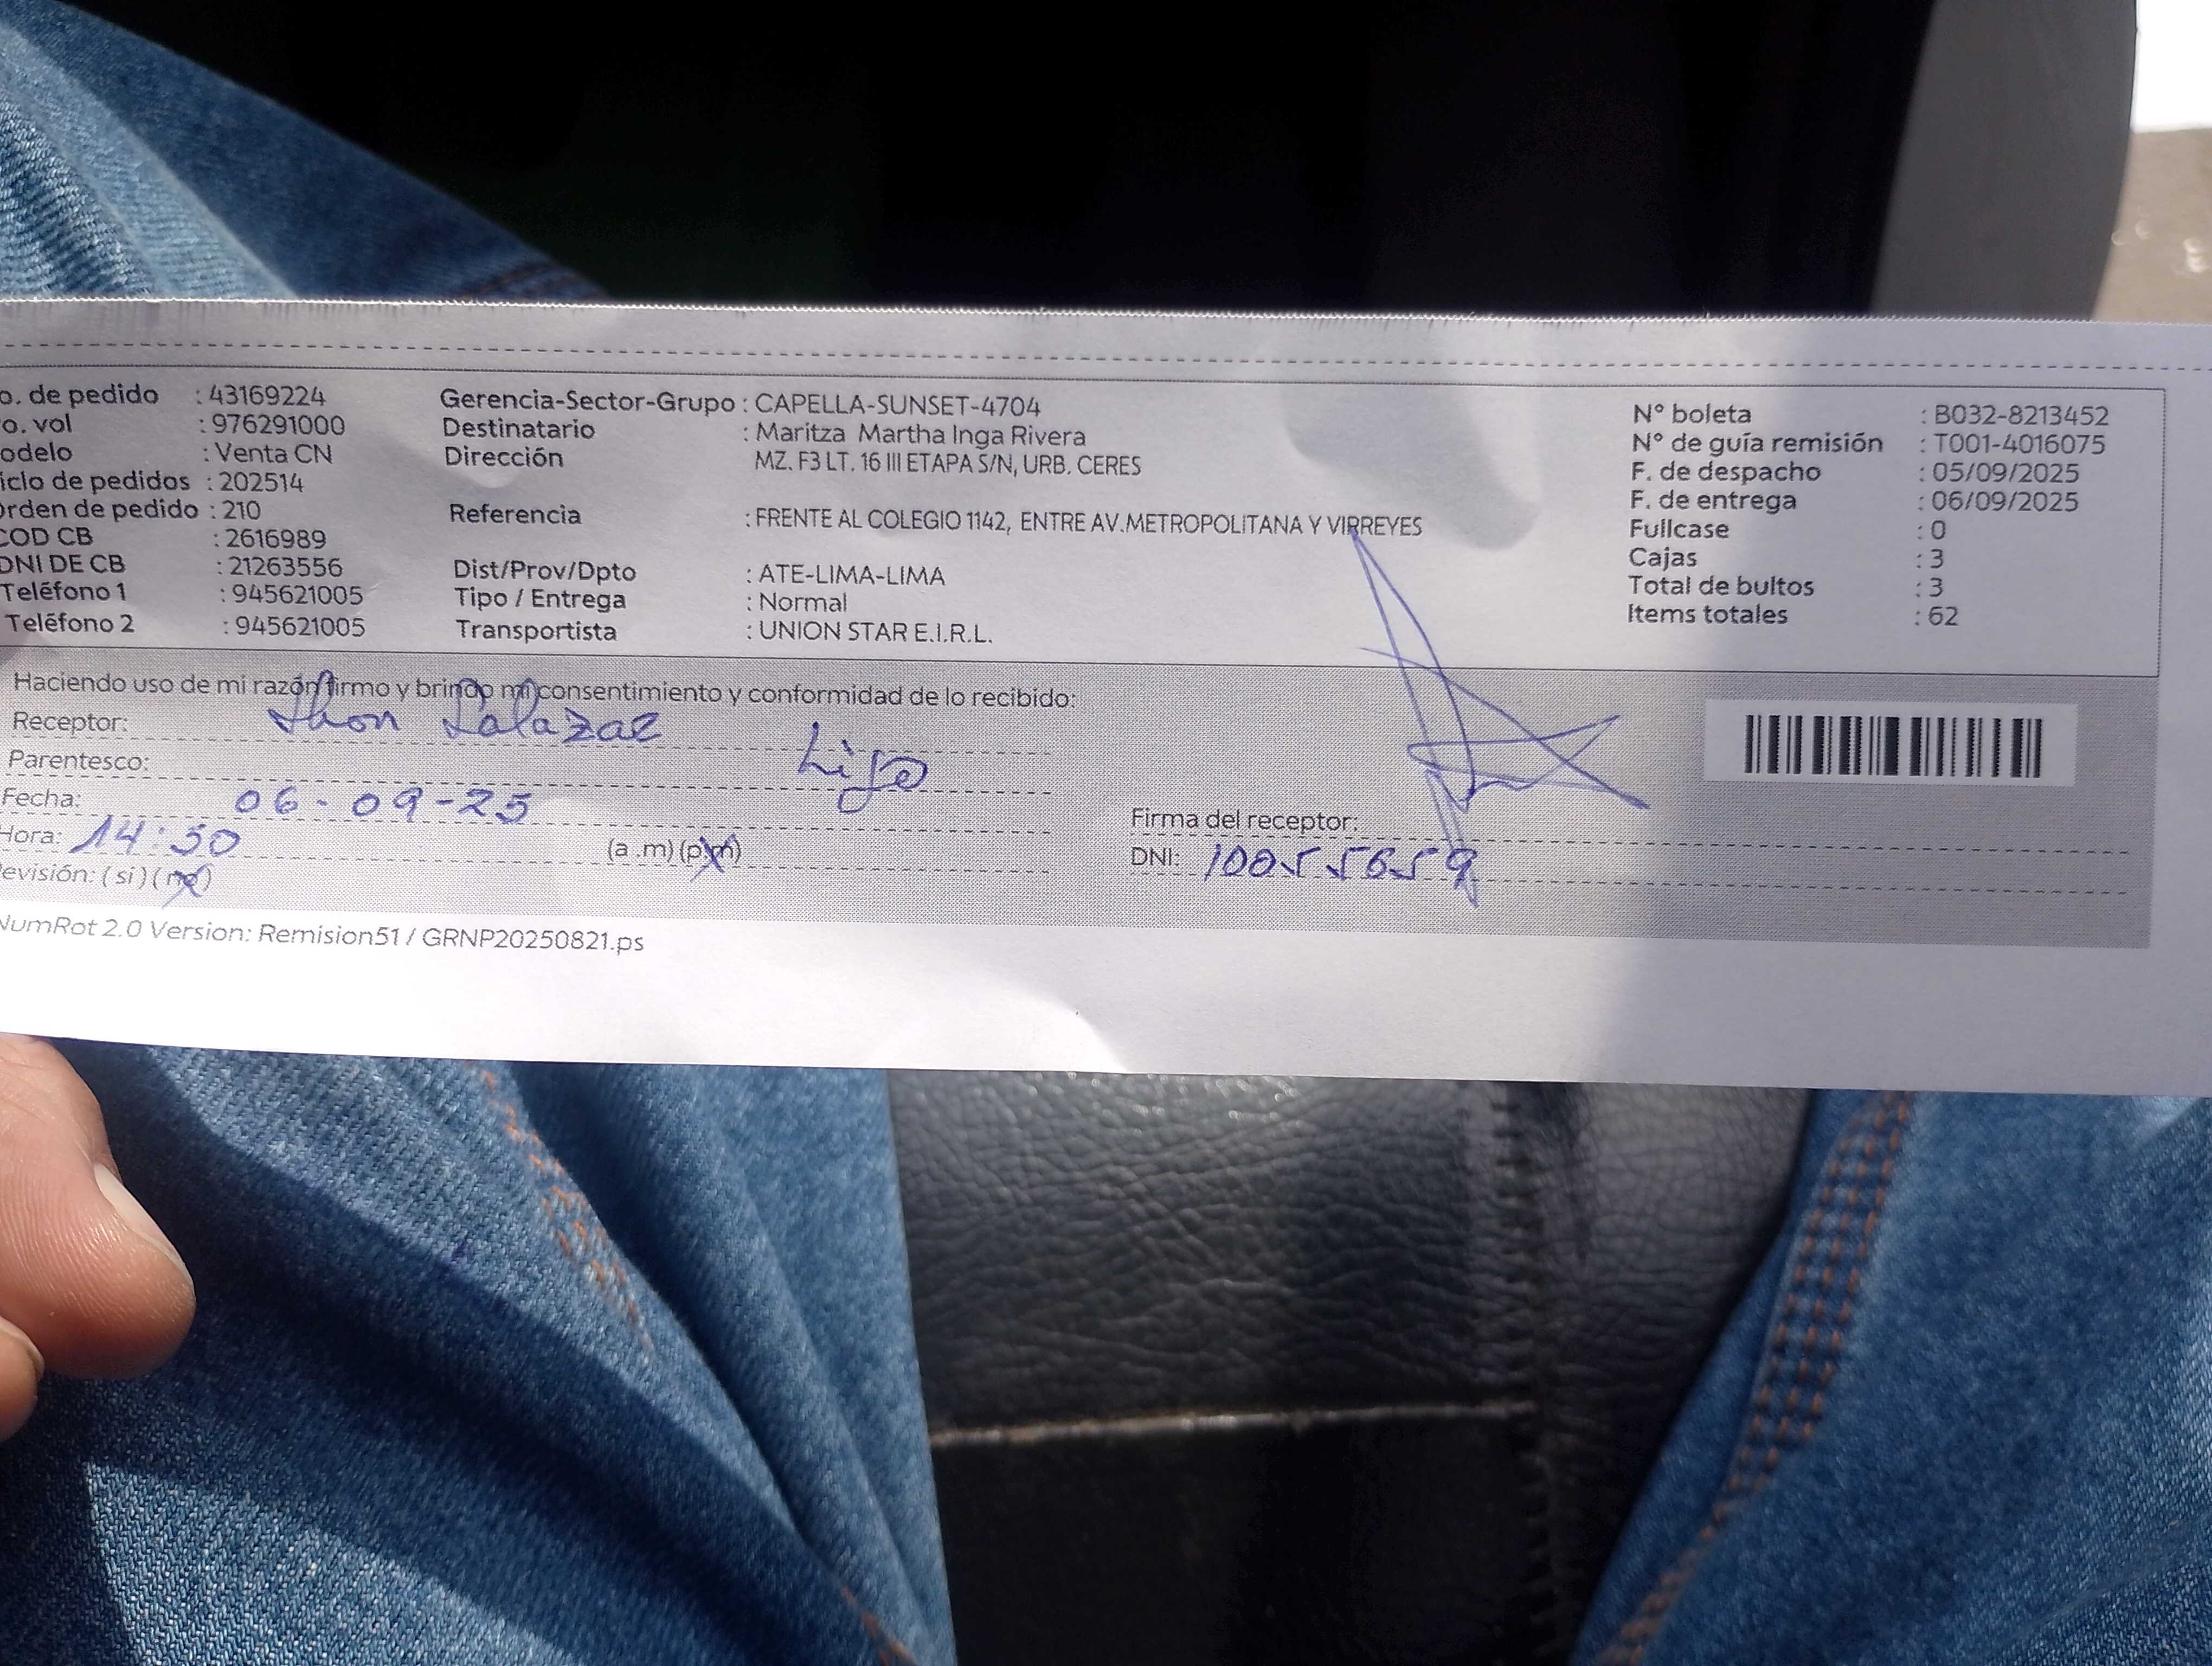 o. de pedido : 43169224 Gerencia-Sector-Grupo : CAPELLA-SUNSET-4704 N° boleta : B032-8213452
o. vol : 976291000 Destinatario : Maritza Martha Inga Rivera N° de guía remisión : T001-4016075
odelo : Venta CN Dirección MZ. F3 LT. 16 III ETAPA S/N, URB. CERES F. de despacho : 05/09/2025
iclo de pedidos : 202514 F. de entrega : 06/09/2025
Orden de pedido : 210 Referencia : FRENTE AL COLEGIO 1142, ENTRE AV.METROPOLITANA Y VIRREYES Fullcase : 0
COD CB : 2616989 Cajas : 3
DNI DE CB : 21263556 Dist/Prov/Dpto : ATE-LIMA-LIMA Total de bultos : 3
Teléfono 1 : 945621005 Tipo / Entrega : Normal Items totales : 62
Teléfono 2 : 945621005 Transportista : UNION STAR E.I.R.L.
Haciendo uso de mi razón firmo y brindo mi consentimiento y conformidad de lo recibido:
Receptor: Jhon Salazar
Parentesco: hijo
Fecha: 06-09-25 Firma del receptor:
Hora: 14:50 (a .m) (p.m) DNI: 10055659
evisión: ( si ) ( no )
NumRot 2.0 Version: Remision51 / GRNP20250821.ps